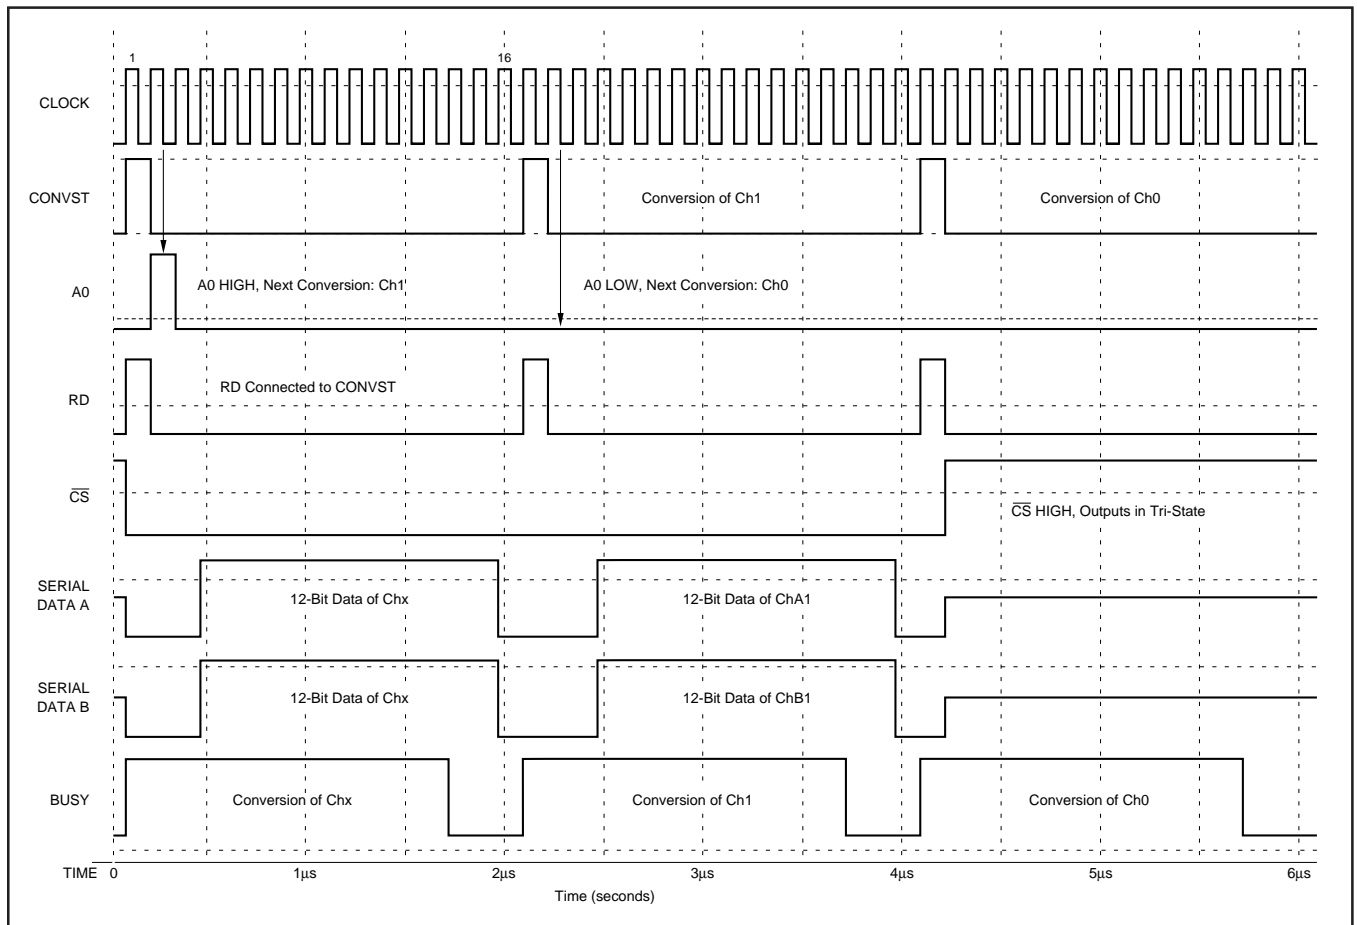 1 16
CLOCK
CONVST Conversion of Ch1 Conversion of Ch0
A0 A0 HIGH, Next Conversion: Ch1 A0 LOW, Next Conversion: Ch0
RD Connected to CONVST
RD
CS
CS HIGH, Outputs in Tri-State
SERIAL
DATA A 12-Bit Data of Chx 12-Bit Data of ChA1
SERIAL
DATA B 12-Bit Data of Chx 12-Bit Data of ChB1
BUSY Conversion of Chx Conversion of Ch1 Conversion of Ch0
TIME 0 1µs 2µs 3µs 4µs 5µs 6µs
Time (seconds)